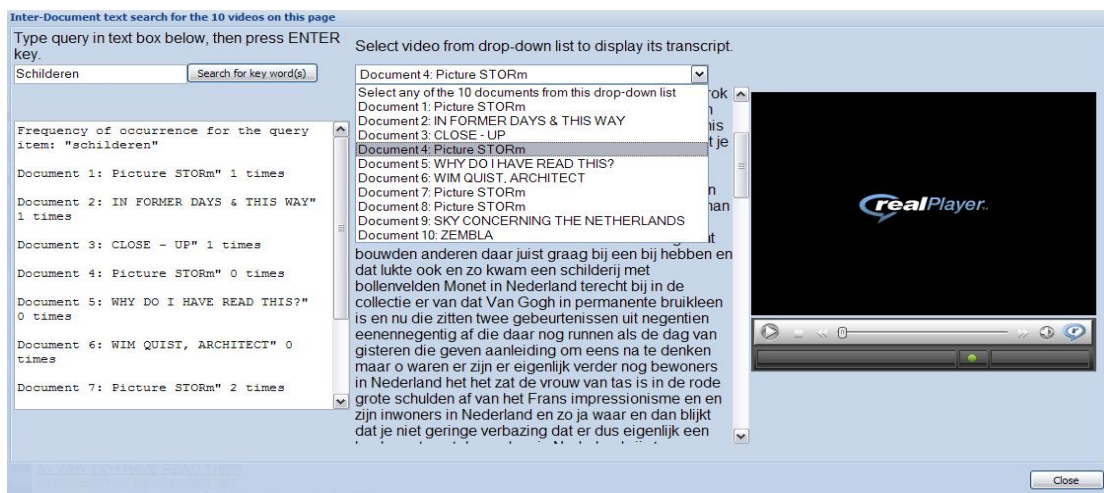 Inter-Document text search for the 10 videos on this page
Type query in text box below, then press ENTER
key.
Schilderen
Search for key word(s)
Frequency of occurrence for the query
item: "schilderen"
Document 1: Picture STORm" 1 times
Document 2: IN FORMER DAYS & THIS WAY"
1 times
Document 3: CLOSE - UP" 1 times
Document 4: Picture STORm" 0 times
Document 5: WHY DO I HAVE READ THIS?"
0 times
Document 6: WIM QUIST, ARCHITECT" 0
times
Document 7: Picture STORm" 2 times
Select video from drop-down list to display its transcript.
Document 4: Picture STORm
Select any of the 10 documents from this drop-down list
Document 1: Picture STORm
Document 2: IN FORMER DAYS & THIS WAY
Document 3: CLOSE - UP
Document 4: Picture STORm
Document 5: WHY DO I HAVE READ THIS?
Document 6: WIM QUIST, ARCHITECT
Document 7: Picture STORm
Document 8: Picture STORm
Document 9: SKY CONCERNING THE NETHERLANDS
Document 10: ZEMBLA
bouwden anderen daar juist graag bij een bij hebben en
dat lukte ook en zo kwam een schilderij met
bollenvelden Monet in Nederland terecht bij in de
collectie er van dat Van Gogh in permanente bruikleen
is en nu die zitten twee gebeurtenissen uit negentien
eenennegentig af die daar nog runnen als de dag van
gisteren die geven aanleiding om eens na te denken
maar o waren er zijn er eigenlijk verder nog bewoners
in Nederland het het zat de vrouw van tas is in de rode
grote schulden af van het Frans impressionisme en en
zijn inwoners in Nederland en zo ja waar en dan blijkt
dat je niet geringe verbazing dat er dus eigenlijk een
realPlayer
Close